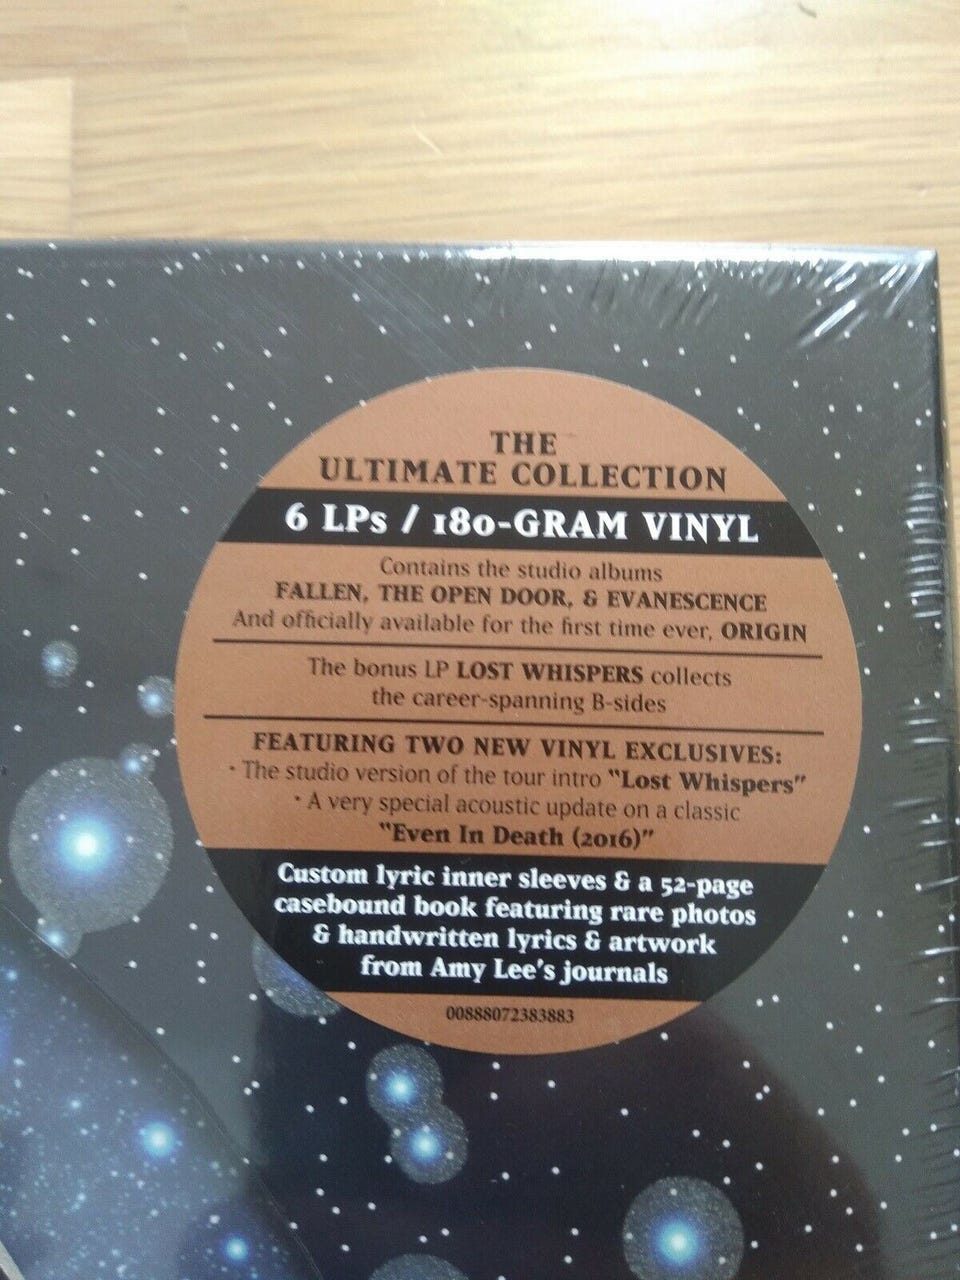 THE
ULTIMATE COLLECTION
6 LPs / 180-GRAM VINYL
Contains the studio albums
FALLEN, THE OPEN DOOR, & EVANESCENCE
And officially available for the first time ever, ORIGIN
The bonus LP LOST WHISPERS collects
the career-spanning B-sides
FEATURING TWO NEW VINYL EXCLUSIVES:
· The studio version of the tour intro "Lost Whispers"
· A very special acoustic update on a classic
"Even In Death (2016)"
Custom lyric inner sleeves & a 52-page
casebound book featuring rare photos
& handwritten lyrics & artwork
from Amy Lee's journals
00888072383883